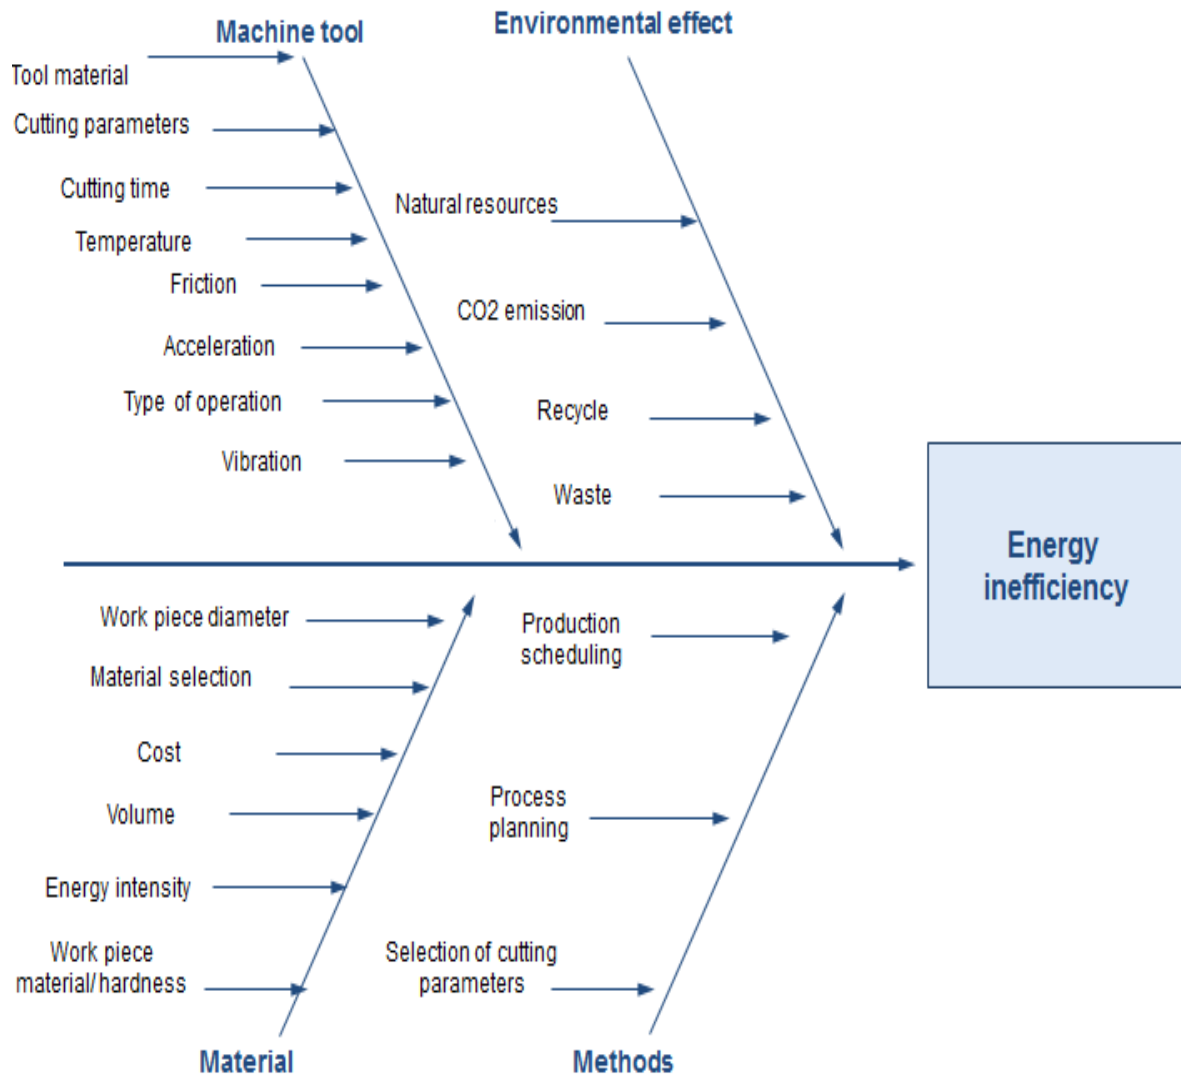 Machine tool
Environmental effect
Tool material
Cutting parameters
Cutting time
Temperature
Friction
Acceleration
Type of operation
Vibration
Natural resources
CO2 emission
Recycle
Waste
Energy
inefficiency
Work piece diameter
Material selection
Cost
Volume
Energy intensity
Work piece
material/hardness
Production
scheduling
Process
planning
Selection of cutting
parameters
Material
Methods